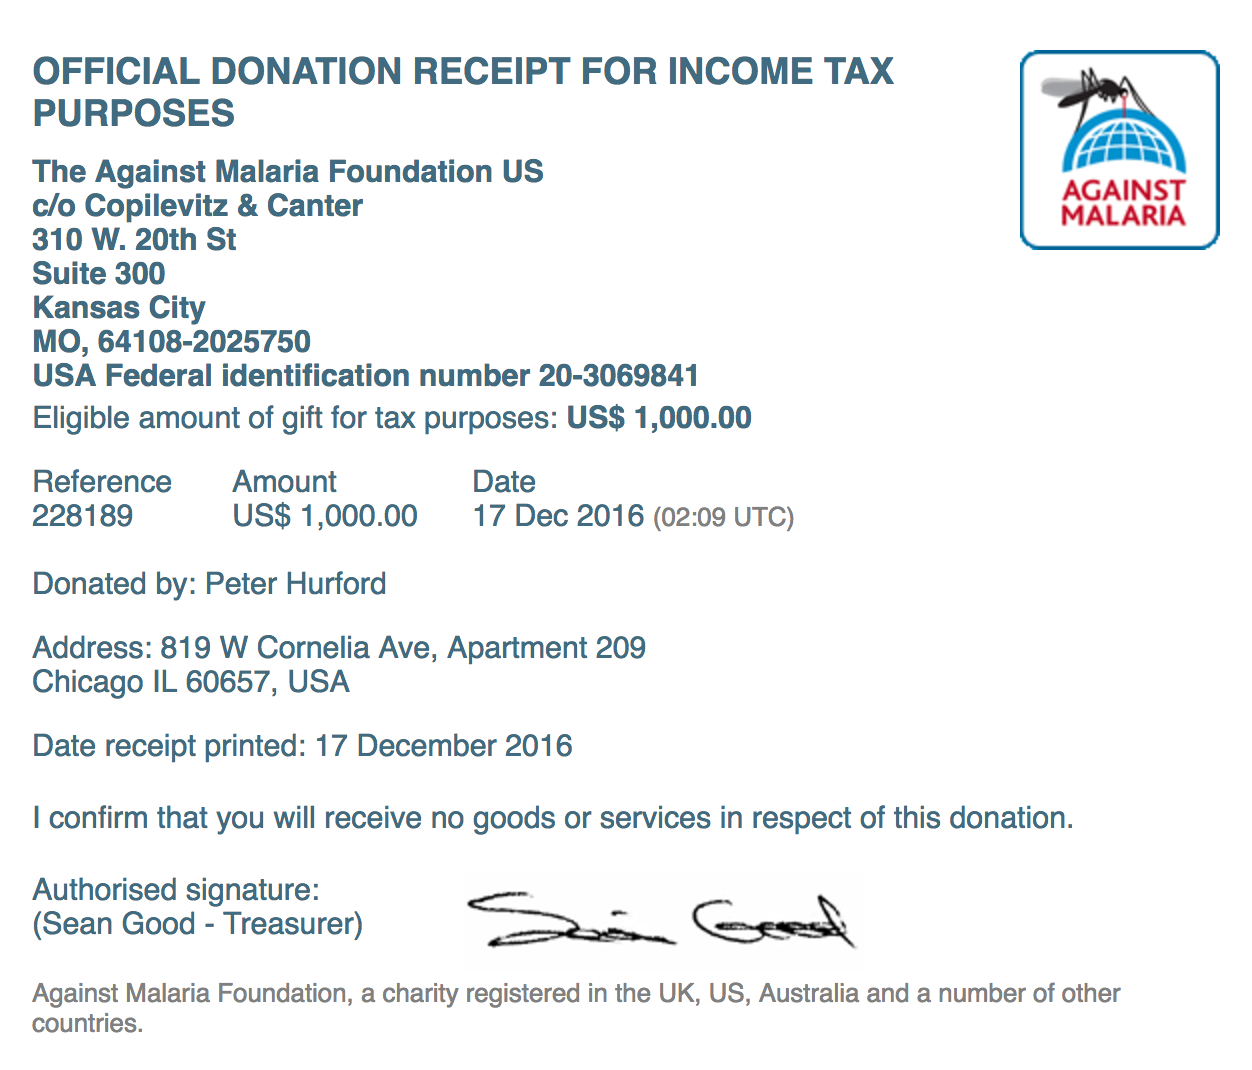 OFFICIAL DONATION RECEIPT FOR INCOME TAX
PURPOSES
AGAINST
MALARIA
The Against Malaria Foundation US
c/o Copilevitz & Canter
310 W. 20th St
Suite 300
Kansas City
MO, 64108-2025750
USA Federal identification number 20-3069841
Eligible amount of gift for tax purposes: US$ 1,000.00
Reference Amount Date
228189 US$ 1,000.00 17 Dec 2016 (02:09 UTC)
Donated by: Peter Hurford
Address: 819 W Cornelia Ave, Apartment 209
Chicago IL 60657, USA
Date receipt printed: 17 December 2016
I confirm that you will receive no goods or services in respect of this donation.
Authorised signature:
(Sean Good - Treasurer)
Against Malaria Foundation, a charity registered in the UK, US, Australia and a number of other
countries.